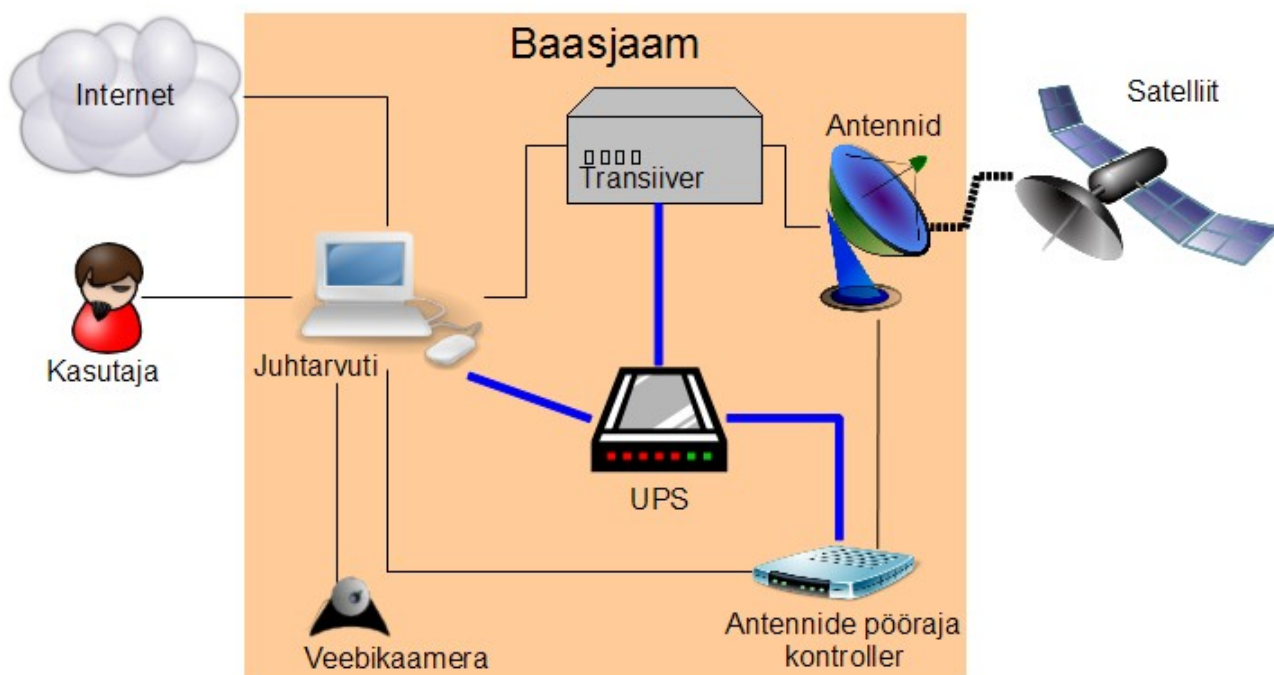 Baasjaam
Internet
Satelliit
Antennid
Transiiver
Kasutaja
Juhtarvuti
UPS
Veebikaamera
Antennide pööraja
kontroller